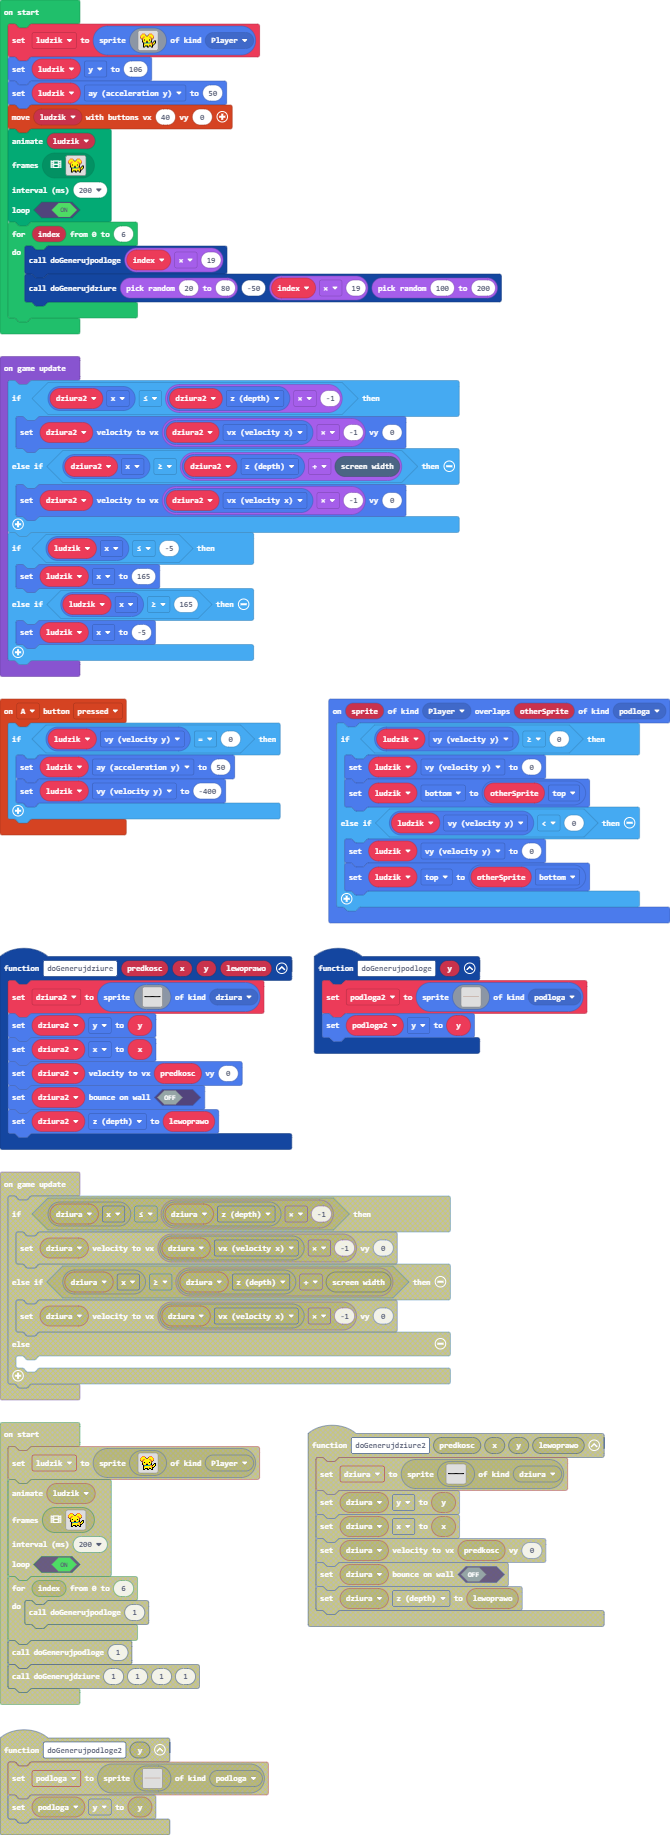 on start
set ludzik to sprite of kind Player
set ludzik y to 106
set ludzik ay (acceleration y) to 50
move ludzik with buttons vx 40 vy 0
animate ludzik
frames
interval (ms) 200
loop ON
for index from 0 to 6
do
call doGenerujpodloge index × 19
call doGenerujdziure pick random 20 to 80 -50 index × 19 pick random 100 to 200
on game update
if dziura2 x ≤ dziura2 z (depth) × -1 then
set dziura2 velocity to vx dziura2 vx (velocity x) × -1 vy 0
else if dziura2 x ≥ dziura2 z (depth) + screen width then
set dziura2 velocity to vx dziura2 vx (velocity x) × -1 vy 0
if ludzik x ≤ -5 then
set ludzik x to 165
else if ludzik x ≥ 165 then
set ludzik x to -5
on A button pressed
if ludzik vy (velocity y) = 0 then
set ludzik ay (acceleration y) to 50
set ludzik vy (velocity y) to -400
on sprite of kind Player overlaps otherSprite of kind podloga
if ludzik vy (velocity y) ≥ 0 then
set ludzik vy (velocity y) to 0
set ludzik bottom to otherSprite top
else if ludzik vy (velocity y) < 0 then
set ludzik vy (velocity y) to 0
set ludzik top to otherSprite bottom
function doGenerujdziure predkosc x y lewoprawo
set dziura2 to sprite of kind dziura
set dziura2 y to y
set dziura2 x to x
set dziura2 velocity to vx predkosc vy 0
set dziura2 bounce on wall OFF
set dziura2 z (depth) to lewoprawo
function doGenerujpodloge y
set podloga2 to sprite of kind podloga
set podloga2 y to y
on game update
if dziura x ≤ dziura z (depth) × -1 then
set dziura velocity to vx dziura vx (velocity x) × -1 vy 0
else if dziura x ≥ dziura z (depth) + screen width then
set dziura velocity to vx dziura vx (velocity x) × -1 vy 0
else
on start
set ludzik to sprite of kind Player
animate ludzik
frames
interval (ms) 200
loop ON
for index from 0 to 6
do
call doGenerujpodloge 1
call doGenerujpodloge 1
call doGenerujdziure 1 1 1 1
function doGenerujdziure2 predkosc x y lewoprawo
set dziura to sprite of kind dziura
set dziura y to y
set dziura x to x
set dziura velocity to vx predkosc vy 0
set dziura bounce on wall OFF
set dziura z (depth) to lewoprawo
function doGenerujpodloge2 y
set podloga to sprite of kind podloga
set podloga y to y